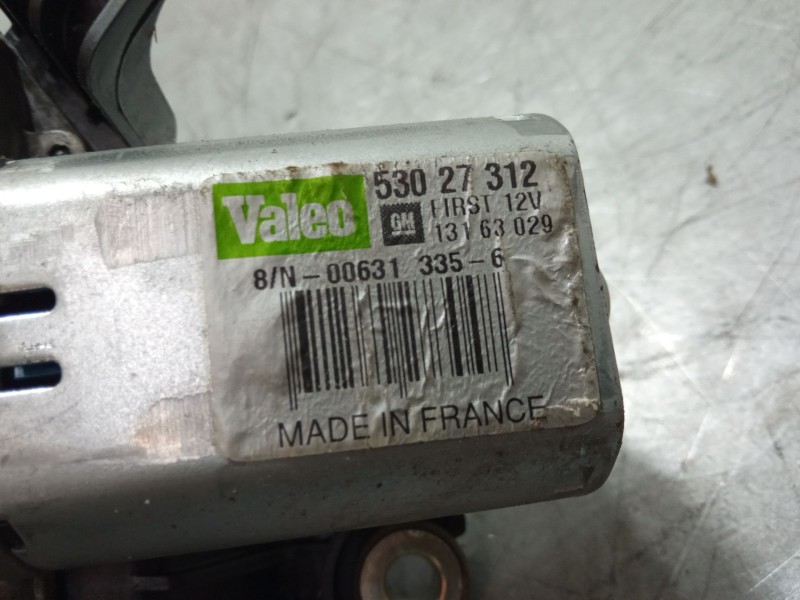 Valeo
530 27 312
GM
FIRST 12V
131 63 029
8/N-00631 335-6
MADE IN FRANCE